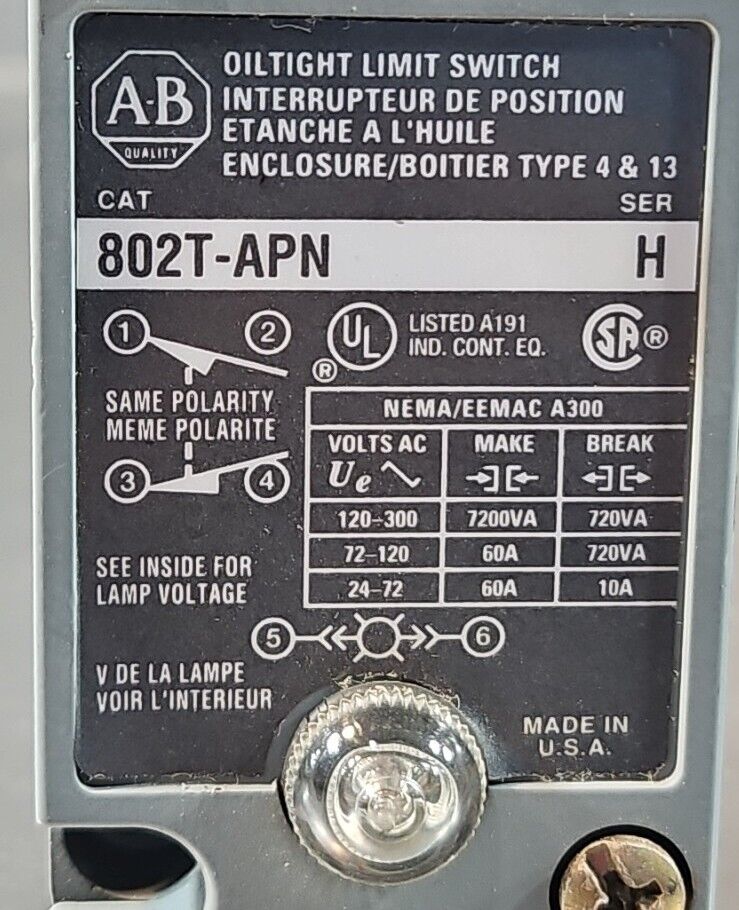 A-B
QUALITY
OILTIGHT LIMIT SWITCH
INTERRUPTEUR DE POSITION
ETANCHE A L'HUILE
ENCLOSURE/BOITIER TYPE 4 & 13
CAT SER
802T-APN H
1 2
SAME POLARITY
MEME POLARITE
3 4
UL ®
LISTED A191
IND. CONT. EQ.
SA ®
NEMA/EEMAC A300
VOLTS AC MAKE BREAK
Ue
120-300 7200VA 720VA
72-120 60A 720VA
24-72 60A 10A
SEE INSIDE FOR
LAMP VOLTAGE
5 6
V DE LA LAMPE
VOIR L'INTERIEUR
MADE IN
U.S.A.